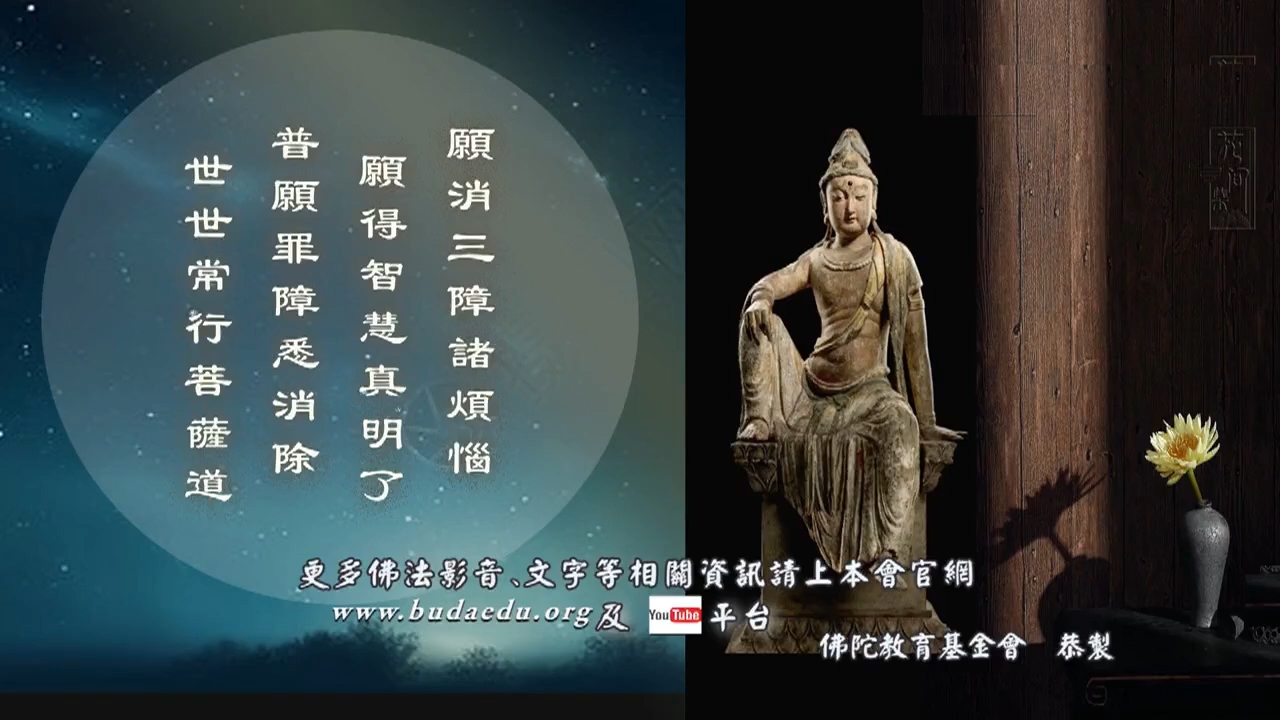 願消三障諸煩惱
願得智慧真明了
普願罪障悉消除
世世常行菩薩道
更多佛法影音、文字等相關資訊請上本會官網
www.budaedu.org及 YouTube 平台
佛陀教育基金會 恭製